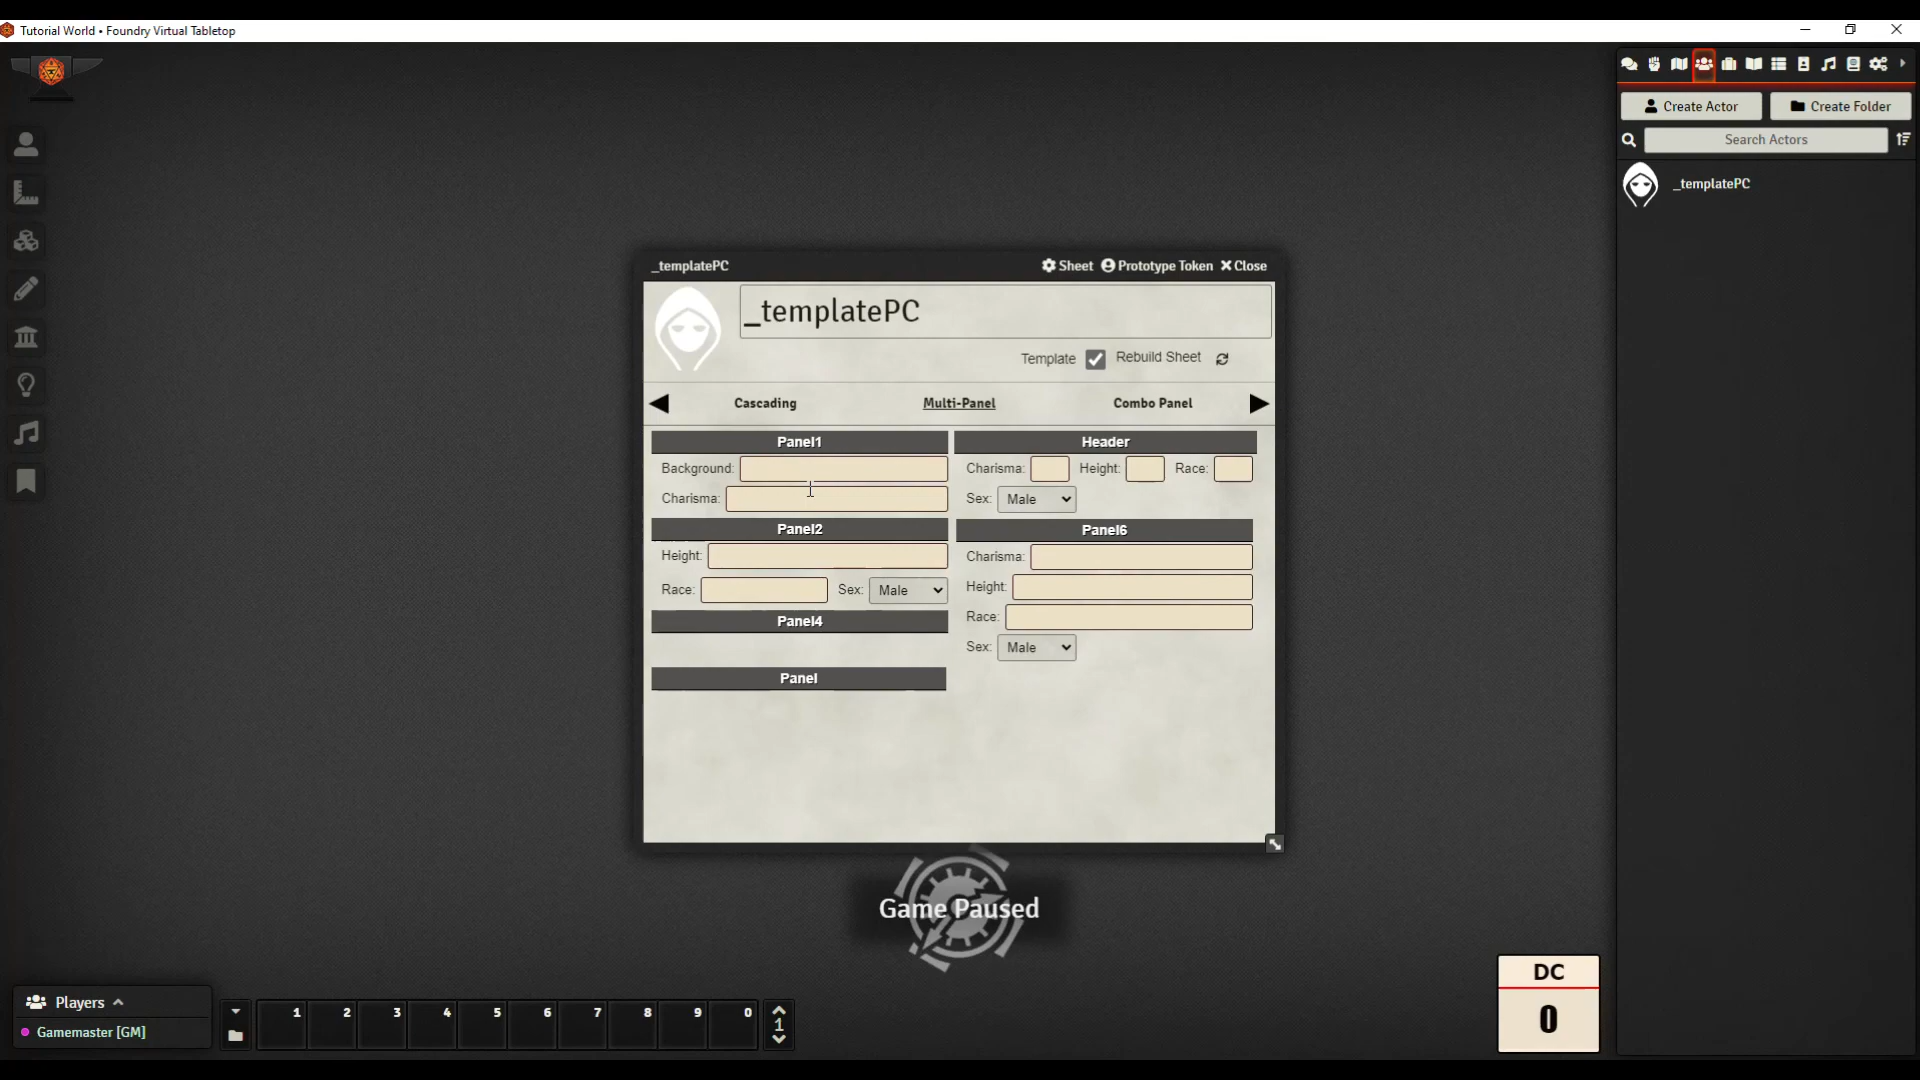 Tutorial World • Foundry Virtual Tabletop
Create Actor Create Folder
Search Actors
_templatePC
_templatePC Sheet Prototype Token Close
_templatePC
Template Rebuild Sheet
Cascading Multi-Panel Combo Panel
Panel1
Background:
Charisma:
Panel2
Height:
Race: Sex: Male
Panel4
Panel
Header
Charisma: Height: Race:
Sex: Male
Panel6
Charisma:
Height:
Race:
Sex: Male
Game Paused
Players
Gamemaster [GM]
1 2 3 4 5 6 7 8 9 0
1
DC
0